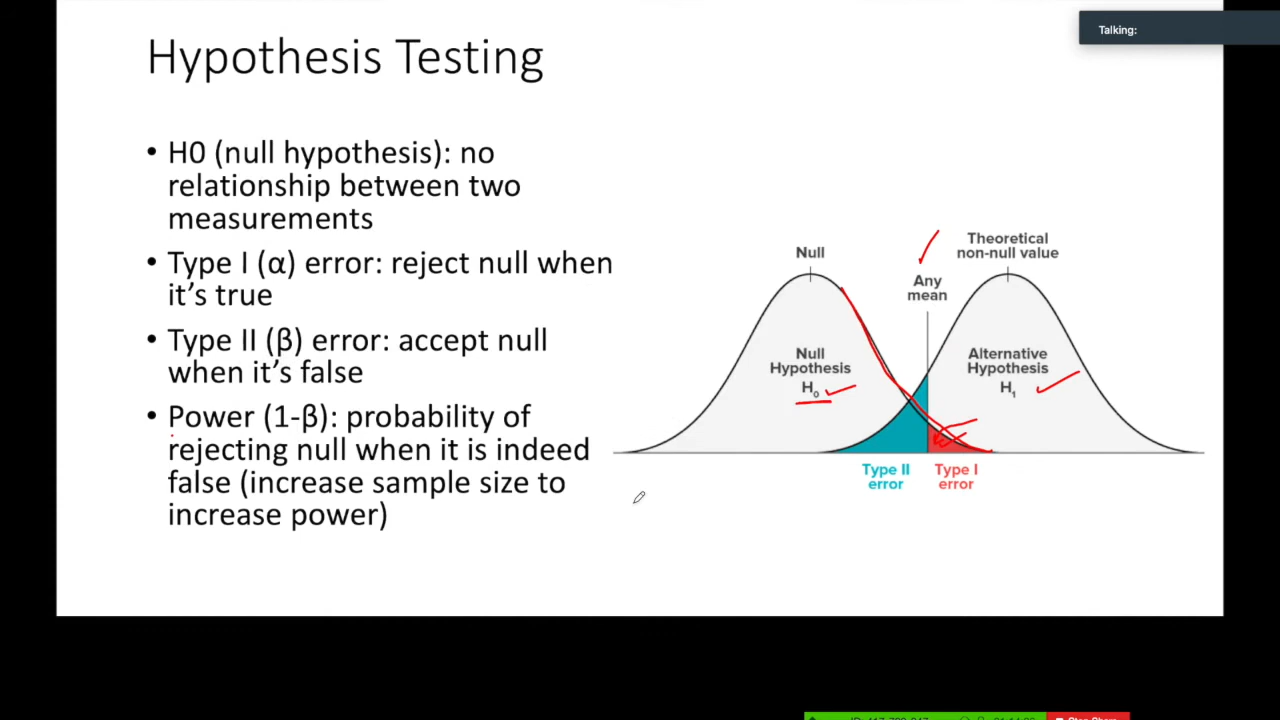 Talking:
Hypothesis Testing
• H0 (null hypothesis): no
relationship between two
measurements
• Type I (α) error: reject null when
it's true
• Type II (β) error: accept null
when it's false
• Power (1-β): probability of
rejecting null when it is indeed
false (increase sample size to
increase power)
Null
Theoretical
non-null value
Any
mean
Null
Hypothesis
H₀
Alternative
Hypothesis
H₁
Type II
error
Type I
error